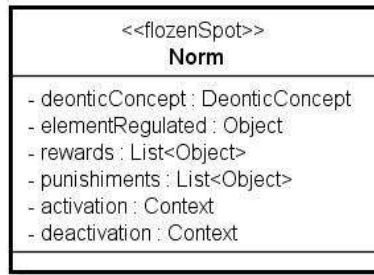 <<flozenSpot>>
Norm
- deonticConcept : DeonticConcept
- elementRegulated : Object
- rewards : List<Object>
- punishiments : List<Object>
- activation : Context
- deactivation : Context